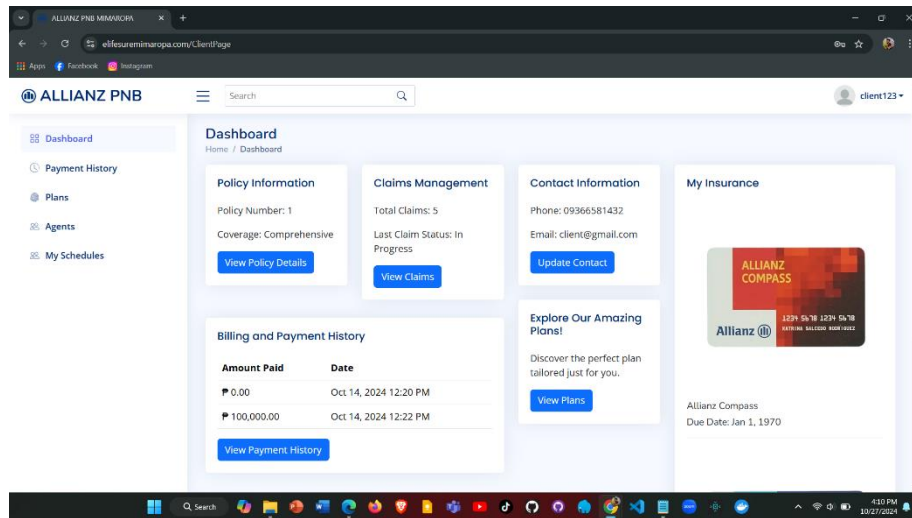 ALLIANZ PNB MIMAROPA
elifesuremimaropa.com/ClientPage
Apps Facebook Instagram
ALLIANZ PNB
Search
client123
Dashboard
Payment History
Plans
Agents
My Schedules
Dashboard
Home / Dashboard
Policy Information
Policy Number: 1
Coverage: Comprehensive
View Policy Details
Claims Management
Total Claims: 5
Last Claim Status: In
Progress
View Claims
Contact Information
Phone: 09366581432
Email: client@gmail.com
Update Contact
My Insurance
ALLIANZ
COMPASS
1234 5678 1234 5678
KATRINA SALCEDO RODRIGUEZ
Allianz
Allianz Compass
Due Date: Jan 1, 1970
Billing and Payment History
Amount Paid Date
₱ 0.00 Oct 14, 2024 12:20 PM
₱ 100,000.00 Oct 14, 2024 12:22 PM
View Payment History
Explore Our Amazing
Plans!
Discover the perfect plan
tailored just for you.
View Plans
Search
4:10 PM
10/27/2024